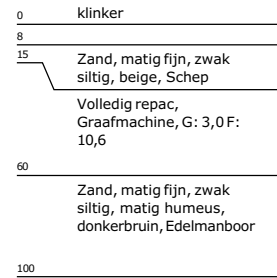 0 klinker
8
15
Zand, matig fijn, zwak
siltig, beige, Schep
Volledig repac,
Graafmachine, G: 3,0 F:
10,6
60
Zand, matig fijn, zwak
siltig, matig humeus,
donkerbruin, Edelmanboor
100